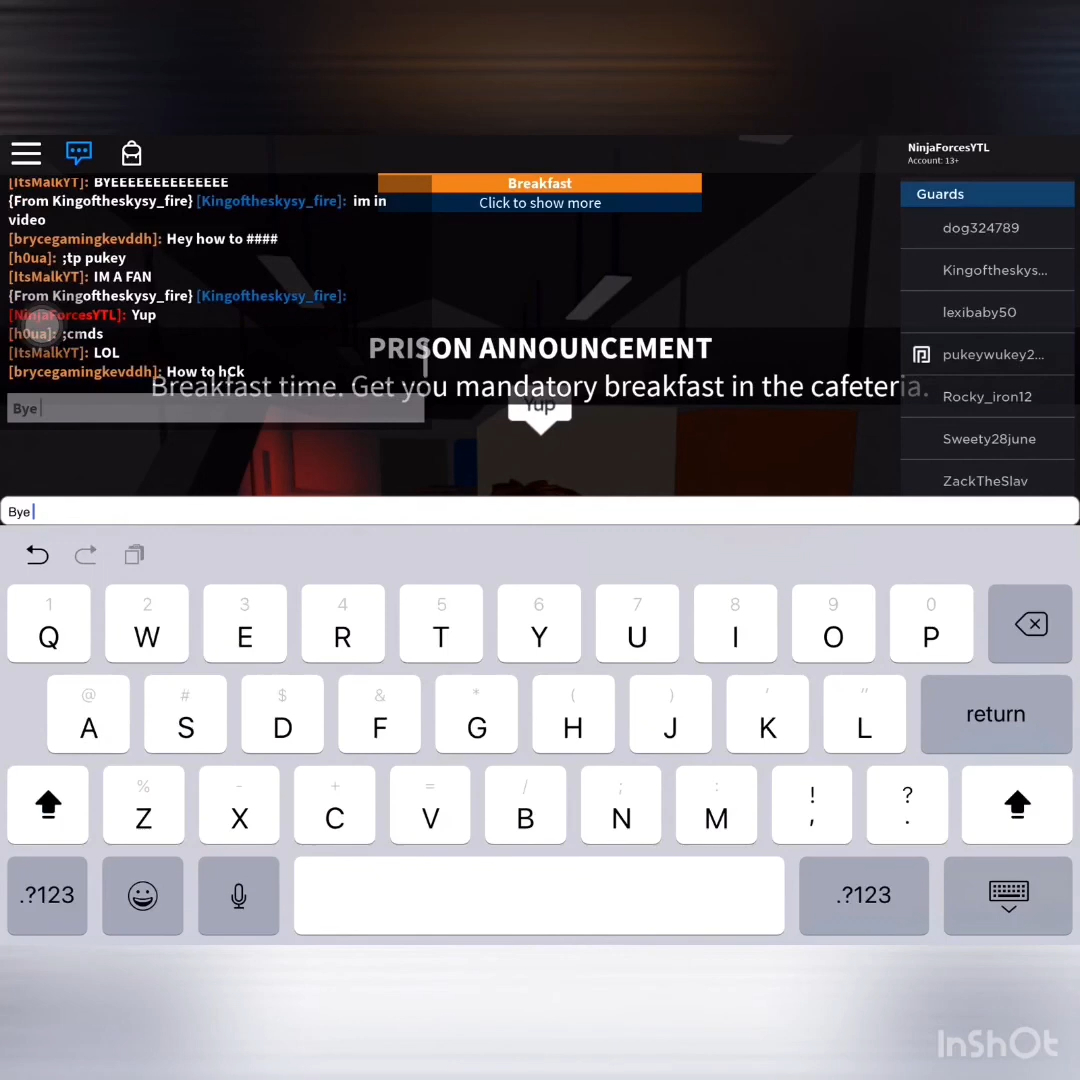 NinjaForcesYTL
Account: 13+
[ItsMalkYT]: BYEEEEEEEEEEEEEE
{From Kingoftheskysy_fire} [Kingoftheskysy_fire]: im in
video
[brycegamingkevddh]: Hey how to ####
[h0ua]: ;tp pukey
[ItsMalkYT]: IM A FAN
{From Kingoftheskysy_fire} [Kingoftheskysy_fire]:
[NinjaForcesYTL]: Yup
[h0ua]: ;cmds
[ItsMalkYT]: LOL
[brycegamingkevddh]: How to hCk
Bye
Breakfast
Click to show more
PRISON ANNOUNCEMENT
Breakfast time. Get you mandatory breakfast in the cafeteria.
Yup
Guards
dog324789
Kingoftheskys...
lexibaby50
pukeywukey2...
Rocky_iron12
Sweety28june
ZackTheSlav
Bye
1 2 3 4 5 6 7 8 9 0
Q W E R T Y U I O P
@ # $ & * ( ) ' "
A S D F G H J K L return
% - + = / ; : ! ?
Z X C V B N M , .
.?123 .?123
InShOt